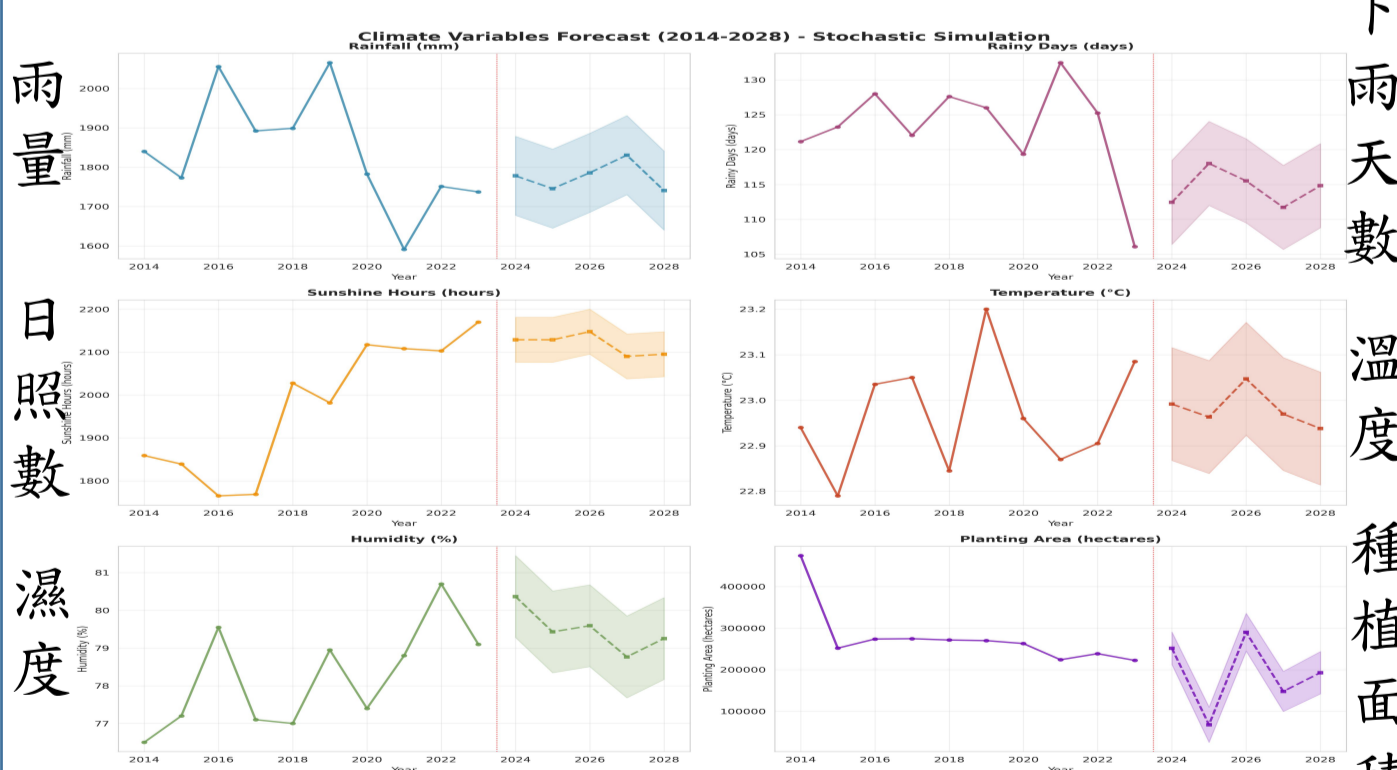 Climate Variables Forecast (2014-2028) - Stochastic Simulation
雨量
Rainfall (mm)
Rainfall (mm)
2000
1900
1800
1700
1600
2014 2016 2018 2020 2022 2024 2026 2028
Year
下雨天數
Rainy Days (days)
Rainy Days (days)
130
125
120
115
110
105
2014 2016 2018 2020 2022 2024 2026 2028
Year
日照數
Sunshine Hours (hours)
Sunshine Hours (hours)
2200
2100
2000
1900
1800
2014 2016 2018 2020 2022 2024 2026 2028
Year
溫度
Temperature (°C)
Temperature (°C)
23.2
23.1
23.0
22.9
22.8
2014 2016 2018 2020 2022 2024 2026 2028
Year
濕度
Humidity (%)
Humidity (%)
81
80
79
78
77
2014 2016 2018 2020 2022 2024 2026 2028
Year
種植面積
Planting Area (hectares)
Planting Area (hectares)
400000
300000
200000
100000
2014 2016 2018 2020 2022 2024 2026 2028
Year